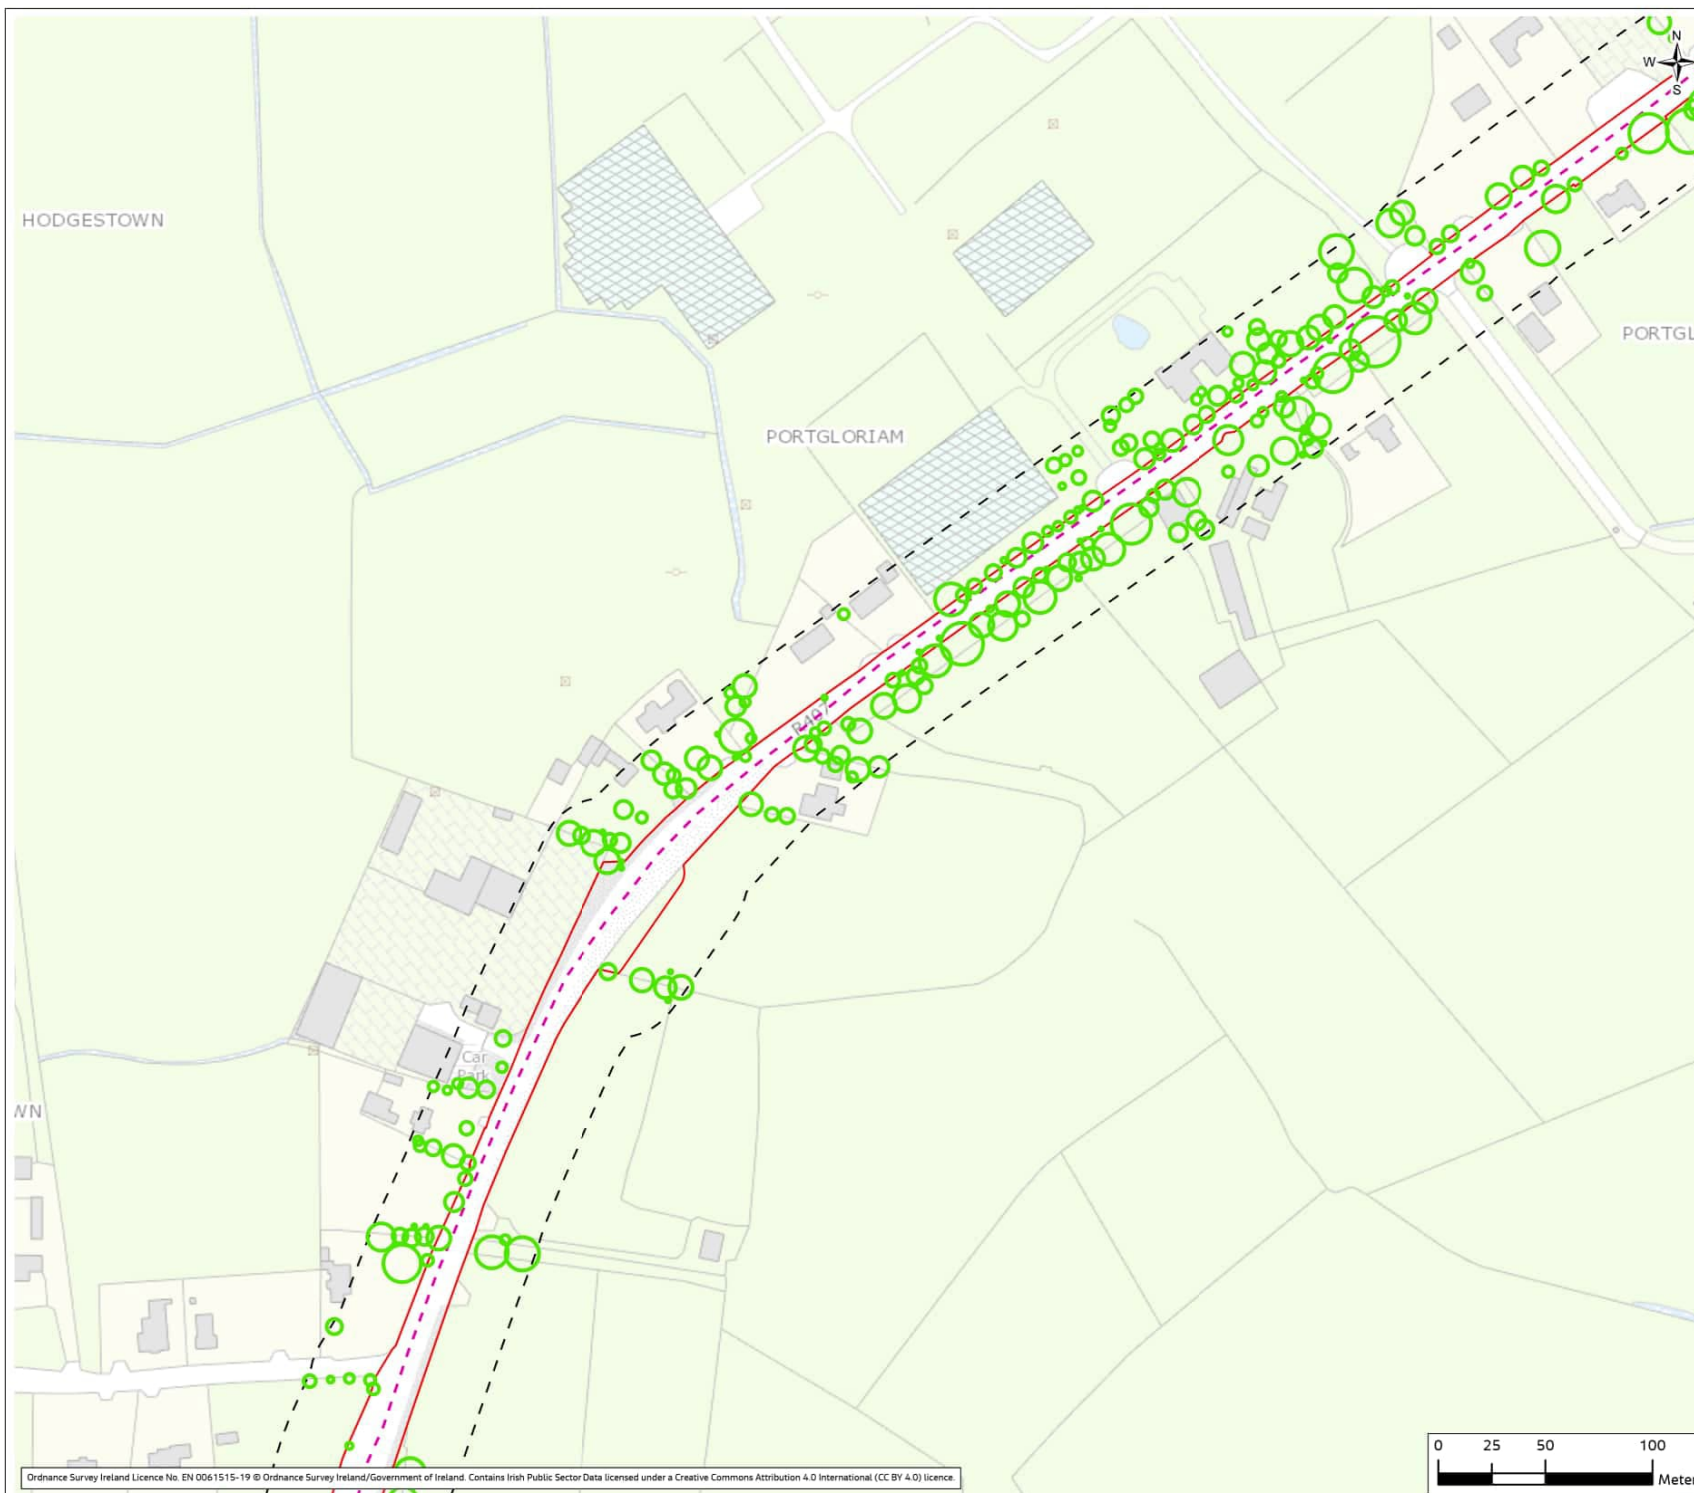 N
W
S
HODGESTOWN
PORTGL
PORTGLORIAM
R407
Car
Park
WN
0 25 50 100
Meter
Ordnance Survey Ireland Licence No. EN 0061515-19 © Ordnance Survey Ireland/Government of Ireland. Contains Irish Public Sector Data licensed under a Creative Commons Attribution 4.0 International (CC BY 4.0) licence.